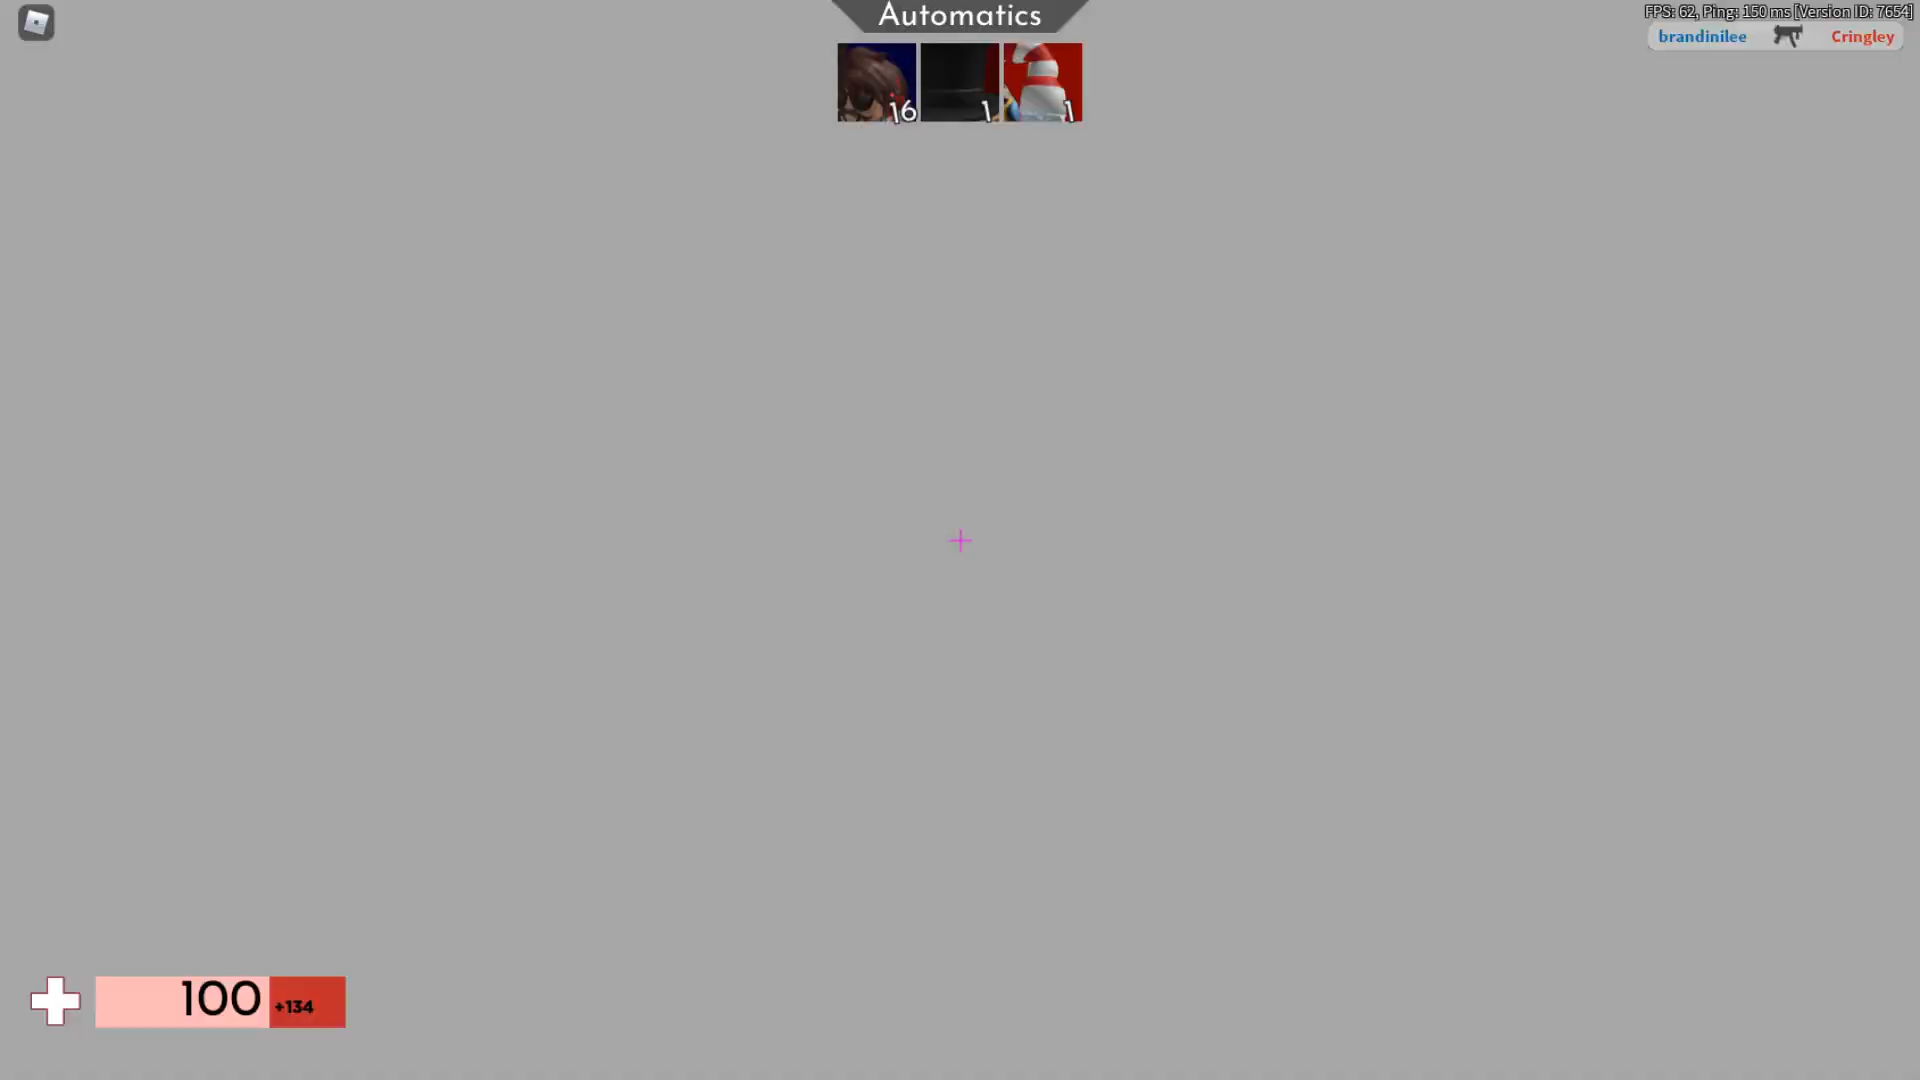 Automatics
FPS: 62, Ping: 150 ms [Version ID: 7654]
brandinilee Cringley
16 1 1
100 +134